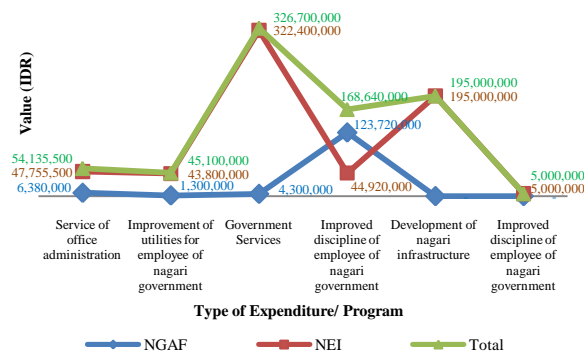 326,700,000
322,400,000
195,000,000
195,000,000
168,640,000
123,720,000
54,135,500
47,755,500
6,380,000
45,100,000
43,800,000
1,300,000
4,300,000
44,920,000
5,000,000
5,000,000
Value (IDR)
Service of
office
administration
Improvement of
utilities for
employee of
nagari
government
Government
Services
Improved
discipline of
employee of
nagari
government
Development of
nagari
infrastructure
Improved
discipline of
employee of
nagari
government
Type of Expenditure/ Program
NGAF
NEI
Total